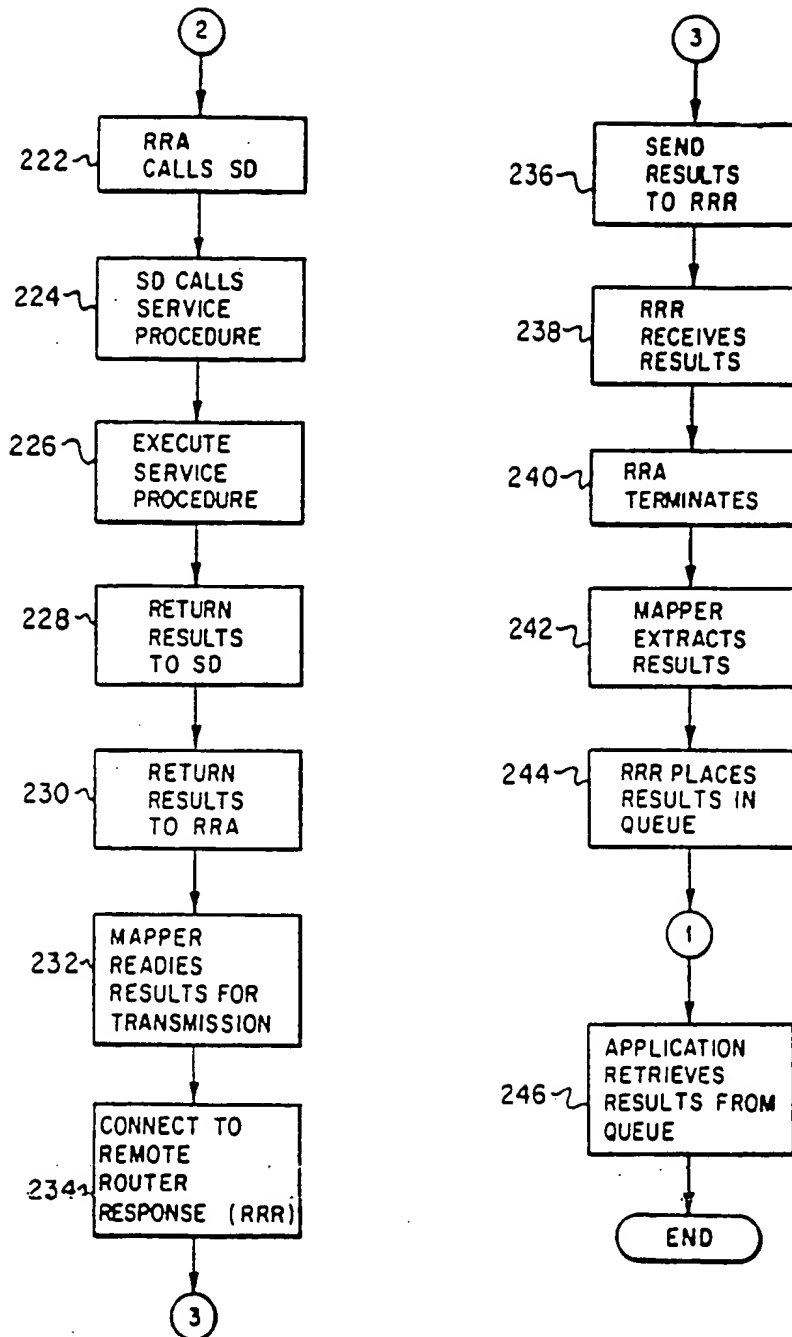 2
222
RRA
CALLS SD
224
SD CALLS
SERVICE
PROCEDURE
226
EXECUTE
SERVICE
PROCEDURE
228
RETURN
RESULTS
TO SD
230
RETURN
RESULTS
TO RRA
232
MAPPER
READIES
RESULTS FOR
TRANSMISSION
234
CONNECT TO
REMOTE
ROUTER
RESPONSE (RRR)
3
3
236
SEND
RESULTS
TO RRR
238
RRR
RECEIVES
RESULTS
240
RRA
TERMINATES
242
MAPPER
EXTRACTS
RESULTS
244
RRR PLACES
RESULTS IN
QUEUE
1
246
APPLICATION
RETRIEVES
RESULTS FROM
QUEUE
END